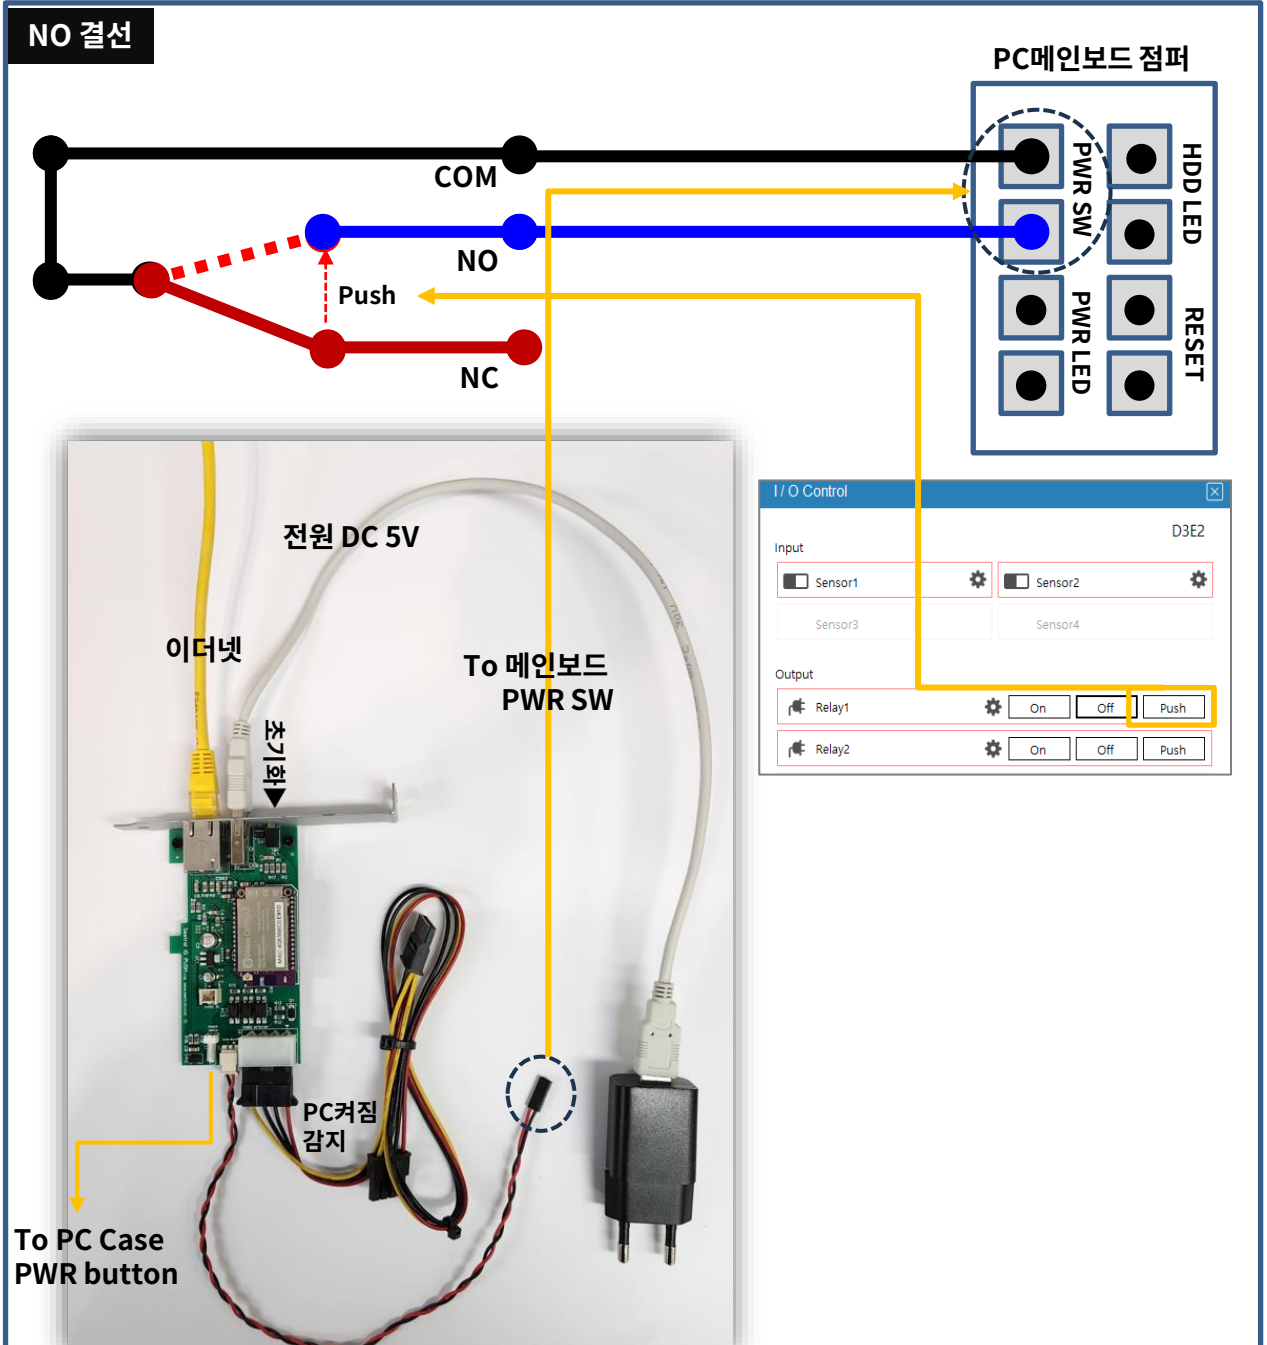 NO 결선
PC메인보드 점퍼
COM
NO
Push
NC
PWR SW
HDD LED
PWR LED
RESET
I / O Control
D3E2
Input
Sensor1
Sensor2
Sensor3
Sensor4
Output
Relay1
On
Off
Push
Relay2
On
Off
Push
전원 DC 5V
이더넷
To 메인보드
PWR SW
초기화▶
PC켜짐
감지
To PC Case
PWR button